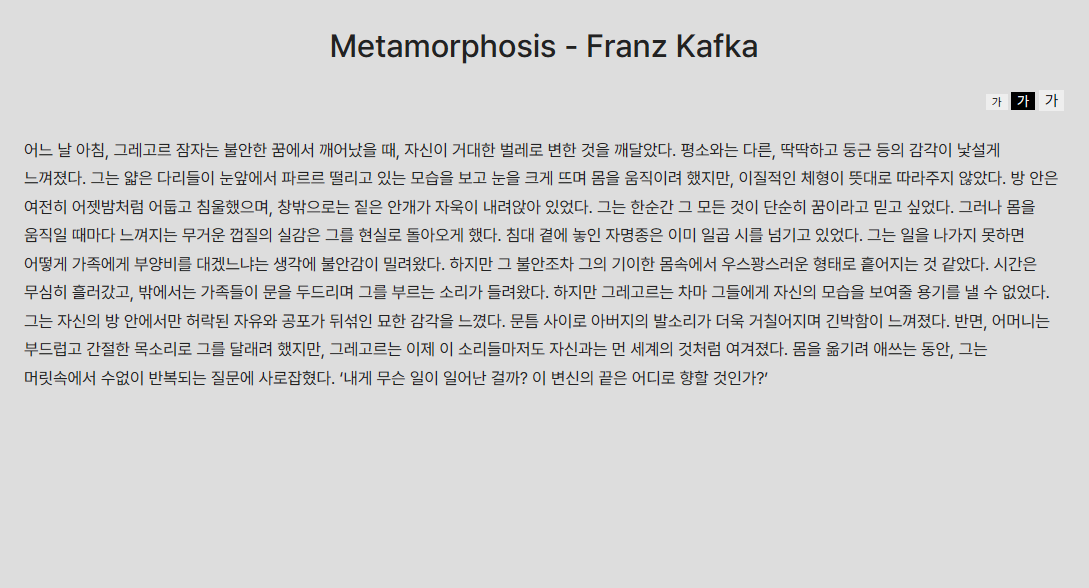 Metamorphosis - Franz Kafka
가 가 가
어느 날 아침, 그레고르 잠자는 불안한 꿈에서 깨어났을 때, 자신이 거대한 벌레로 변한 것을 깨달았다. 평소와는 다른, 딱딱하고 둥근 등의 감각이 낯설게
느껴졌다. 그는 얇은 다리들이 눈앞에서 파르르 떨리고 있는 모습을 보고 눈을 크게 뜨며 몸을 움직이려 했지만, 이질적인 체형이 뜻대로 따라주지 않았다. 방 안은
여전히 어젯밤처럼 어둡고 침울했으며, 창밖으로는 짙은 안개가 자욱이 내려앉아 있었다. 그는 한순간 그 모든 것이 단순히 꿈이라고 믿고 싶었다. 그러나 몸을
움직일 때마다 느껴지는 무거운 껍질의 실감은 그를 현실로 돌아오게 했다. 침대 곁에 놓인 자명종은 이미 일곱 시를 넘기고 있었다. 그는 일을 나가지 못하면
어떻게 가족에게 부양비를 대겠느냐는 생각에 불안감이 밀려왔다. 하지만 그 불안조차 그의 기이한 몸속에서 우스꽝스러운 형태로 흩어지는 것 같았다. 시간은
무심히 흘러갔고, 밖에서는 가족들이 문을 두드리며 그를 부르는 소리가 들려왔다. 하지만 그레고르는 차마 그들에게 자신의 모습을 보여줄 용기를 낼 수 없었다.
그는 자신의 방 안에서만 허락된 자유와 공포가 뒤섞인 묘한 감각을 느꼈다. 문틈 사이로 아버지의 발소리가 더욱 거칠어지며 긴박함이 느껴졌다. 반면, 어머니는
부드럽고 간절한 목소리로 그를 달래려 했지만, 그레고르는 이제 이 소리들마저도 자신과는 먼 세계의 것처럼 여겨졌다. 몸을 옮기려 애쓰는 동안, 그는
머릿속에서 수없이 반복되는 질문에 사로잡혔다. ‘내게 무슨 일이 일어난 걸까? 이 변신의 끝은 어디로 향할 것인가?’